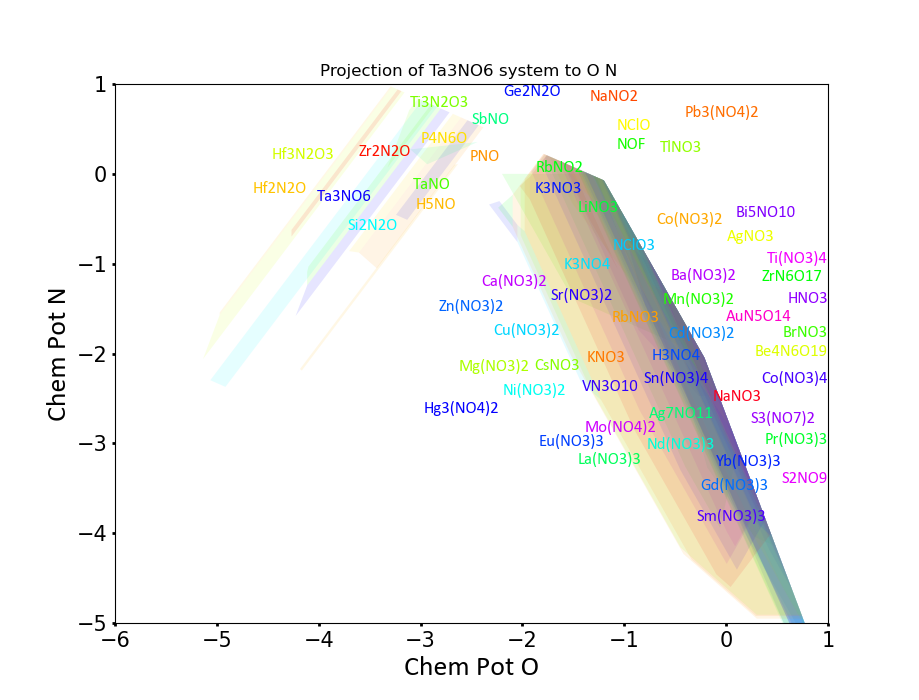 Projection of Ta3NO6 system to O N
Ge2N2O
NaNO2
Ti3N2O3
Pb3(NO4)2
SbNO
NClO
P4N6O
NOF
TlNO3
Hf3N2O3
Zr2N2O
PNO
RbNO2
Hf2N2O
Ta3NO6
TaNO
K3NO3
H5NO
LiNO3
Bi5NO10
Co(NO3)2
Si2N2O
AgNO3
NClO3
K3NO4
Ti(NO3)4
Ba(NO3)2
ZrN6O17
Ca(NO3)2
Sr(NO3)2
Mn(NO3)2
HNO3
Zn(NO3)2
RbNO3
AuN5O14
Cu(NO3)2
Cd(NO3)2
BrNO3
Mg(NO3)2
CsNO3
KNO3
H3NO4
Be4N6O19
Ni(NO3)2
VN3O10
Sn(NO3)4
Co(NO3)4
NaNO3
Hg3(NO4)2
Ag7NO11
S3(NO7)2
Mo(NO4)2
Eu(NO3)3
Nd(NO3)3
Pr(NO3)3
La(NO3)3
Yb(NO3)3
S2NO9
Gd(NO3)3
Sm(NO3)3
1
0
−1
−2
−3
−4
−5
Chem Pot N
−6
−5
−4
−3
−2
−1
0
1
Chem Pot O